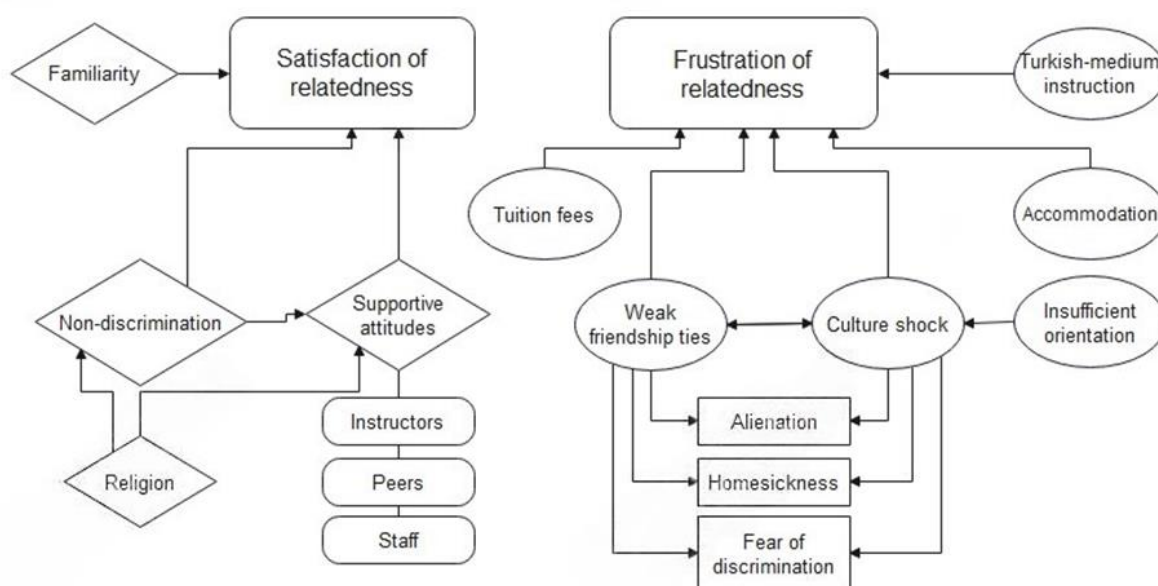 Familiarity
Satisfaction of
relatedness
Frustration of
relatedness
Turkish-medium
instruction
Tuition fees
Accommodation
Non-discrimination
Supportive
attitudes
Weak
friendship ties
Culture shock
Insufficient
orientation
Religion
Instructors
Peers
Staff
Alienation
Homesickness
Fear of
discrimination